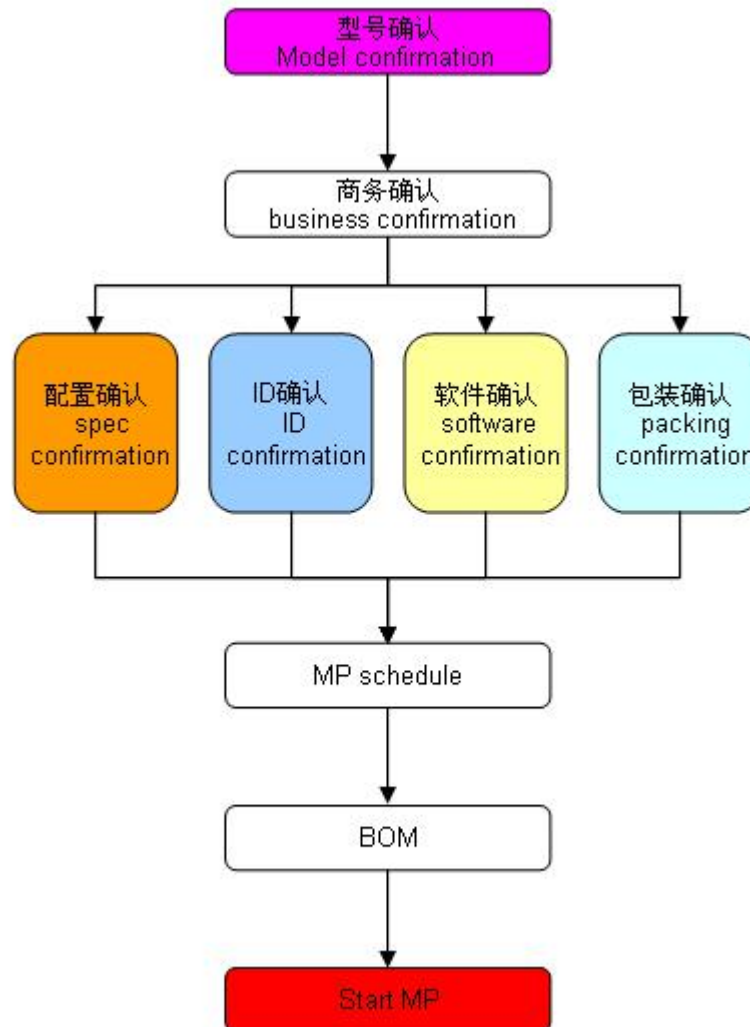 型号确认
Model confirmation
商务确认
business confirmation
配置确认
spec
confirmation
ID确认
ID
confirmation
软件确认
software
confirmation
包装确认
packing
confirmation
MP schedule
BOM
Start MP